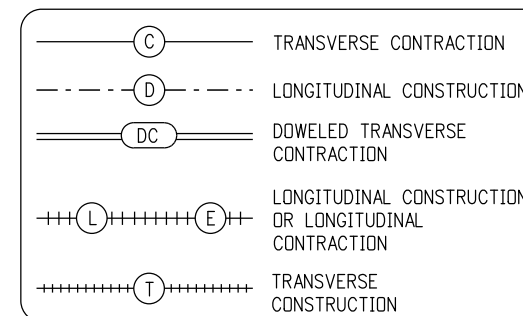 C TRANSVERSE CONTRACTION
D LONGITUDINAL CONSTRUCTION
DC DOWELED TRANSVERSE
CONTRACTION
L E LONGITUDINAL CONSTRUCTION
OR LONGITUDINAL
CONTRACTION
T TRANSVERSE
CONSTRUCTION